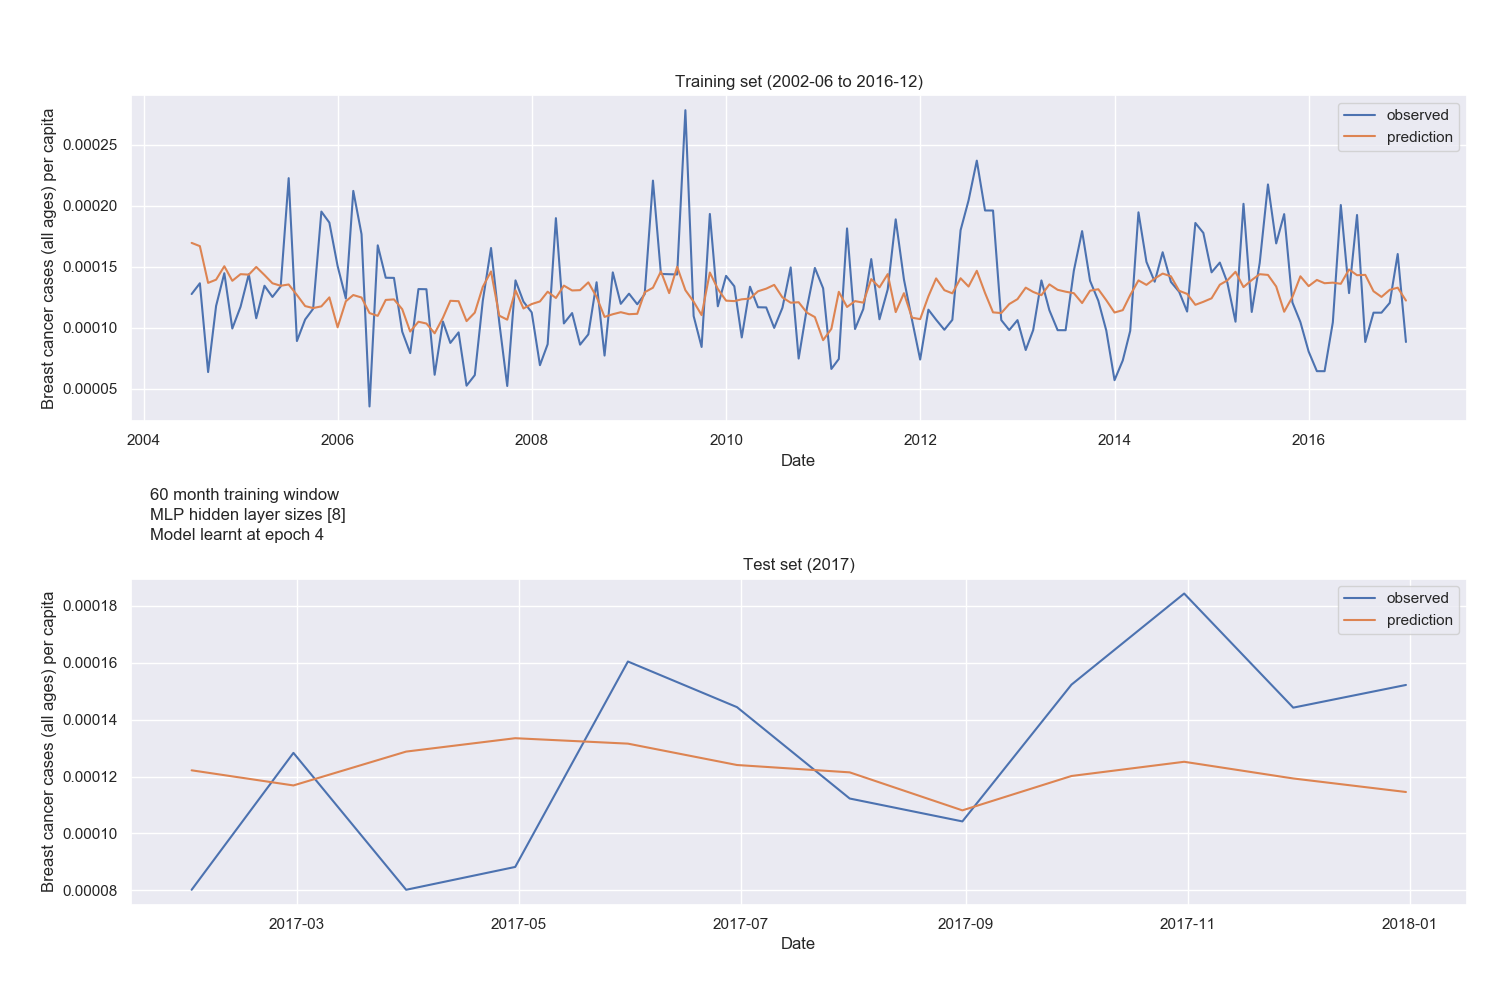 Training set (2002-06 to 2016-12)
Breast cancer cases (all ages) per capita
0.00025
0.00020
0.00015
0.00010
0.00005
observed
prediction
2004 2006 2008 2010 2012 2014 2016
Date
60 month training window
MLP hidden layer sizes [8]
Model learnt at epoch 4
Test set (2017)
Breast cancer cases (all ages) per capita
0.00018
0.00016
0.00014
0.00012
0.00010
0.00008
observed
prediction
2017-03 2017-05 2017-07 2017-09 2017-11 2018-01
Date